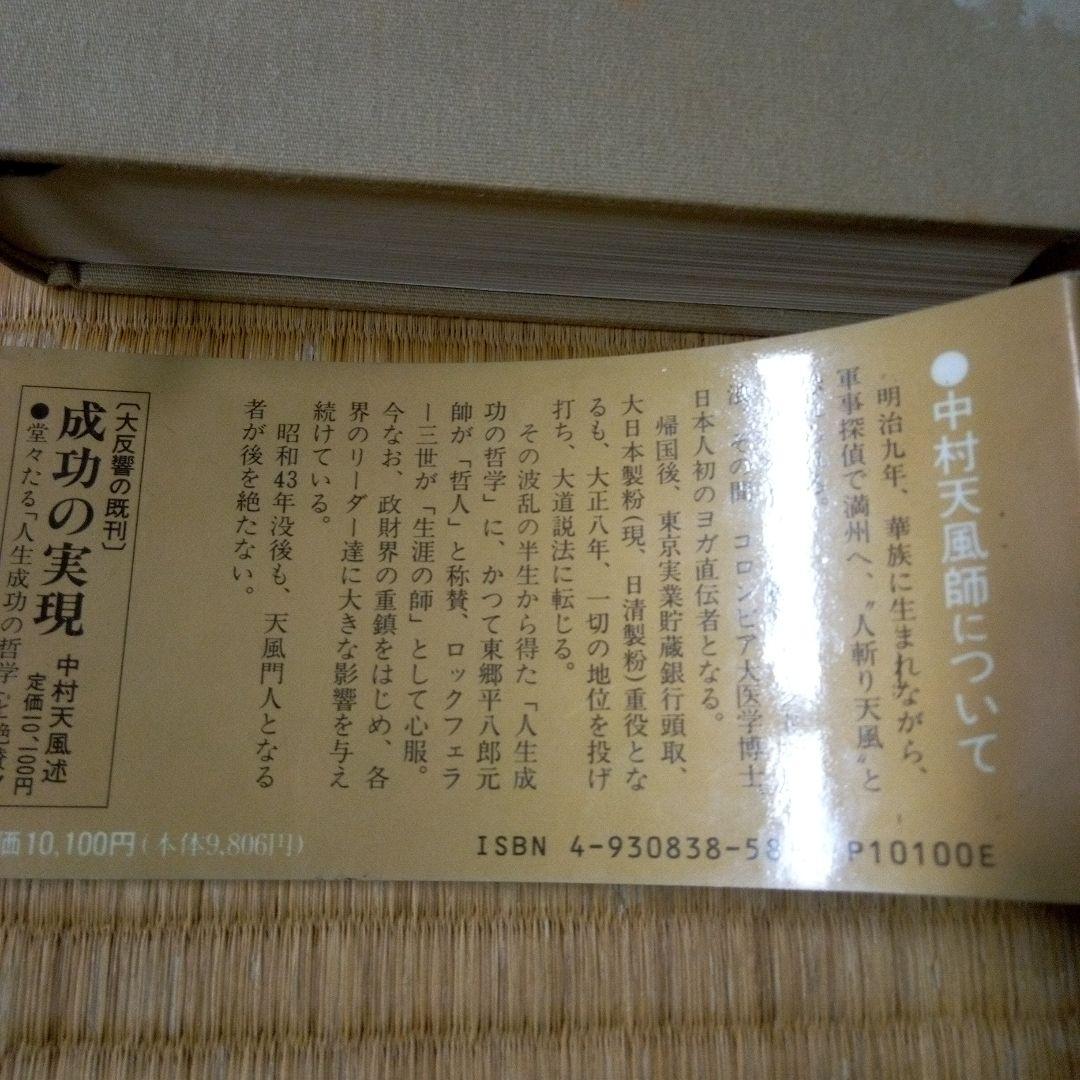 ●中村天風師について
明治九年、華族に生まれながら、
軍事探偵で満州へ、〝人斬り天風〟と
その間、コロンビア大医学博士、
日本人初のヨガ直伝者となる。
帰国後、東京実業貯蔵銀行頭取、
大日本製粉(現、日清製粉)重役とな
るも、大正八年、一切の地位を投げ
打ち、大道説法に転じる。
その波乱の半生から得た「人生成
功の哲学」に、かつて東郷平八郎元
師が「哲人」と称賛、ロックフェラ
ー三世が「生涯の師」として心服。
今なお、政財界の重鎮をはじめ、各
界のリーダー達に大きな影響を与え
続けている。
昭和43年没後も、天風門人となる
者が後を絶たない。
〔大反響の既刊〕
成功の実現 中村天風述 定価10,100円
●堂々たる「人生成功の哲学
ISBN 4-930838-58 P10100E
価10,100円(本体9,806円)